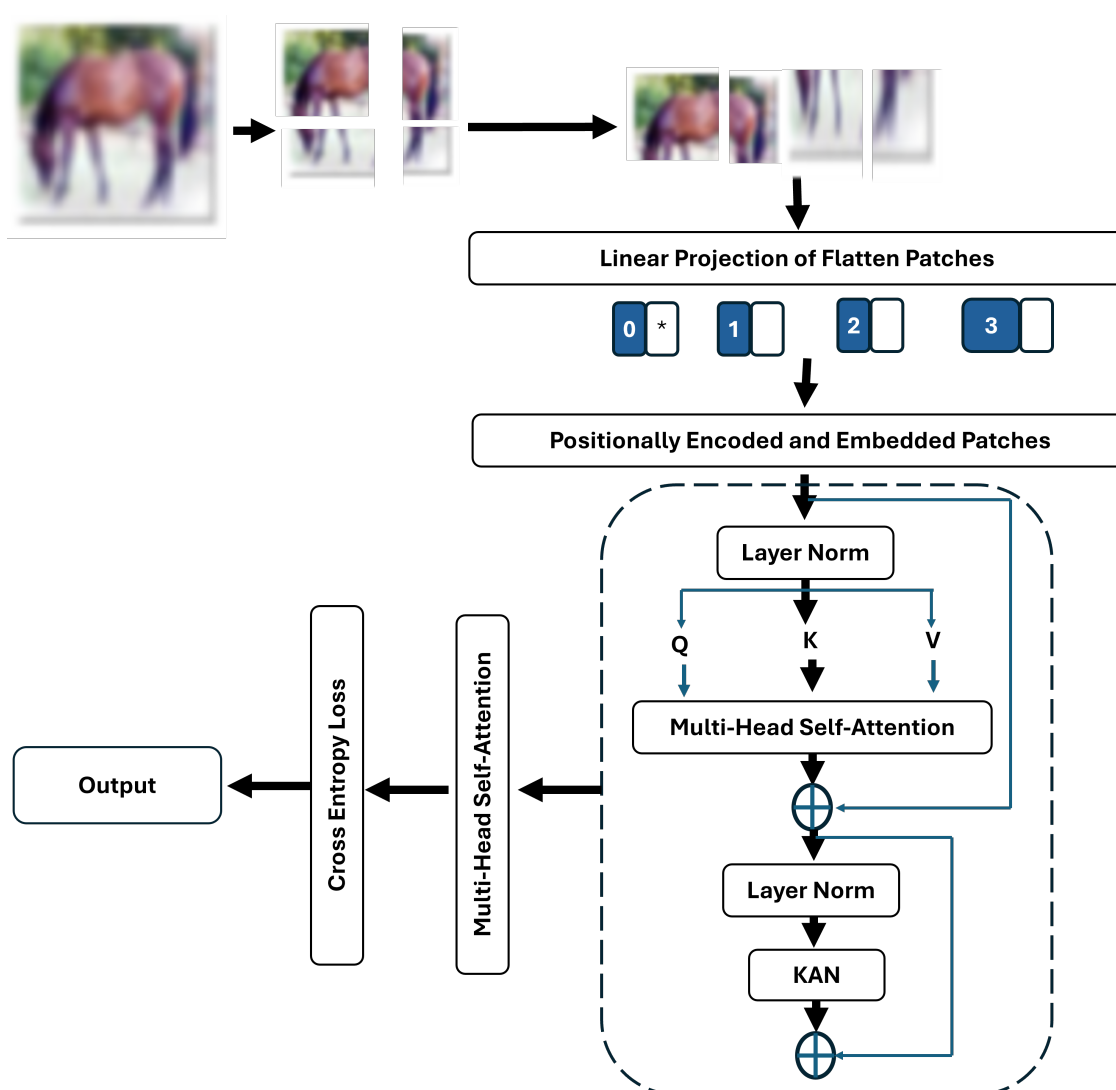 Linear Projection of Flatten Patches
0 * 1 2 3
Positionally Encoded and Embedded Patches
Layer Norm
Q K V
Multi-Head Self-Attention
Layer Norm
KAN
Multi-Head Self-Attention
Cross Entropy Loss
Output